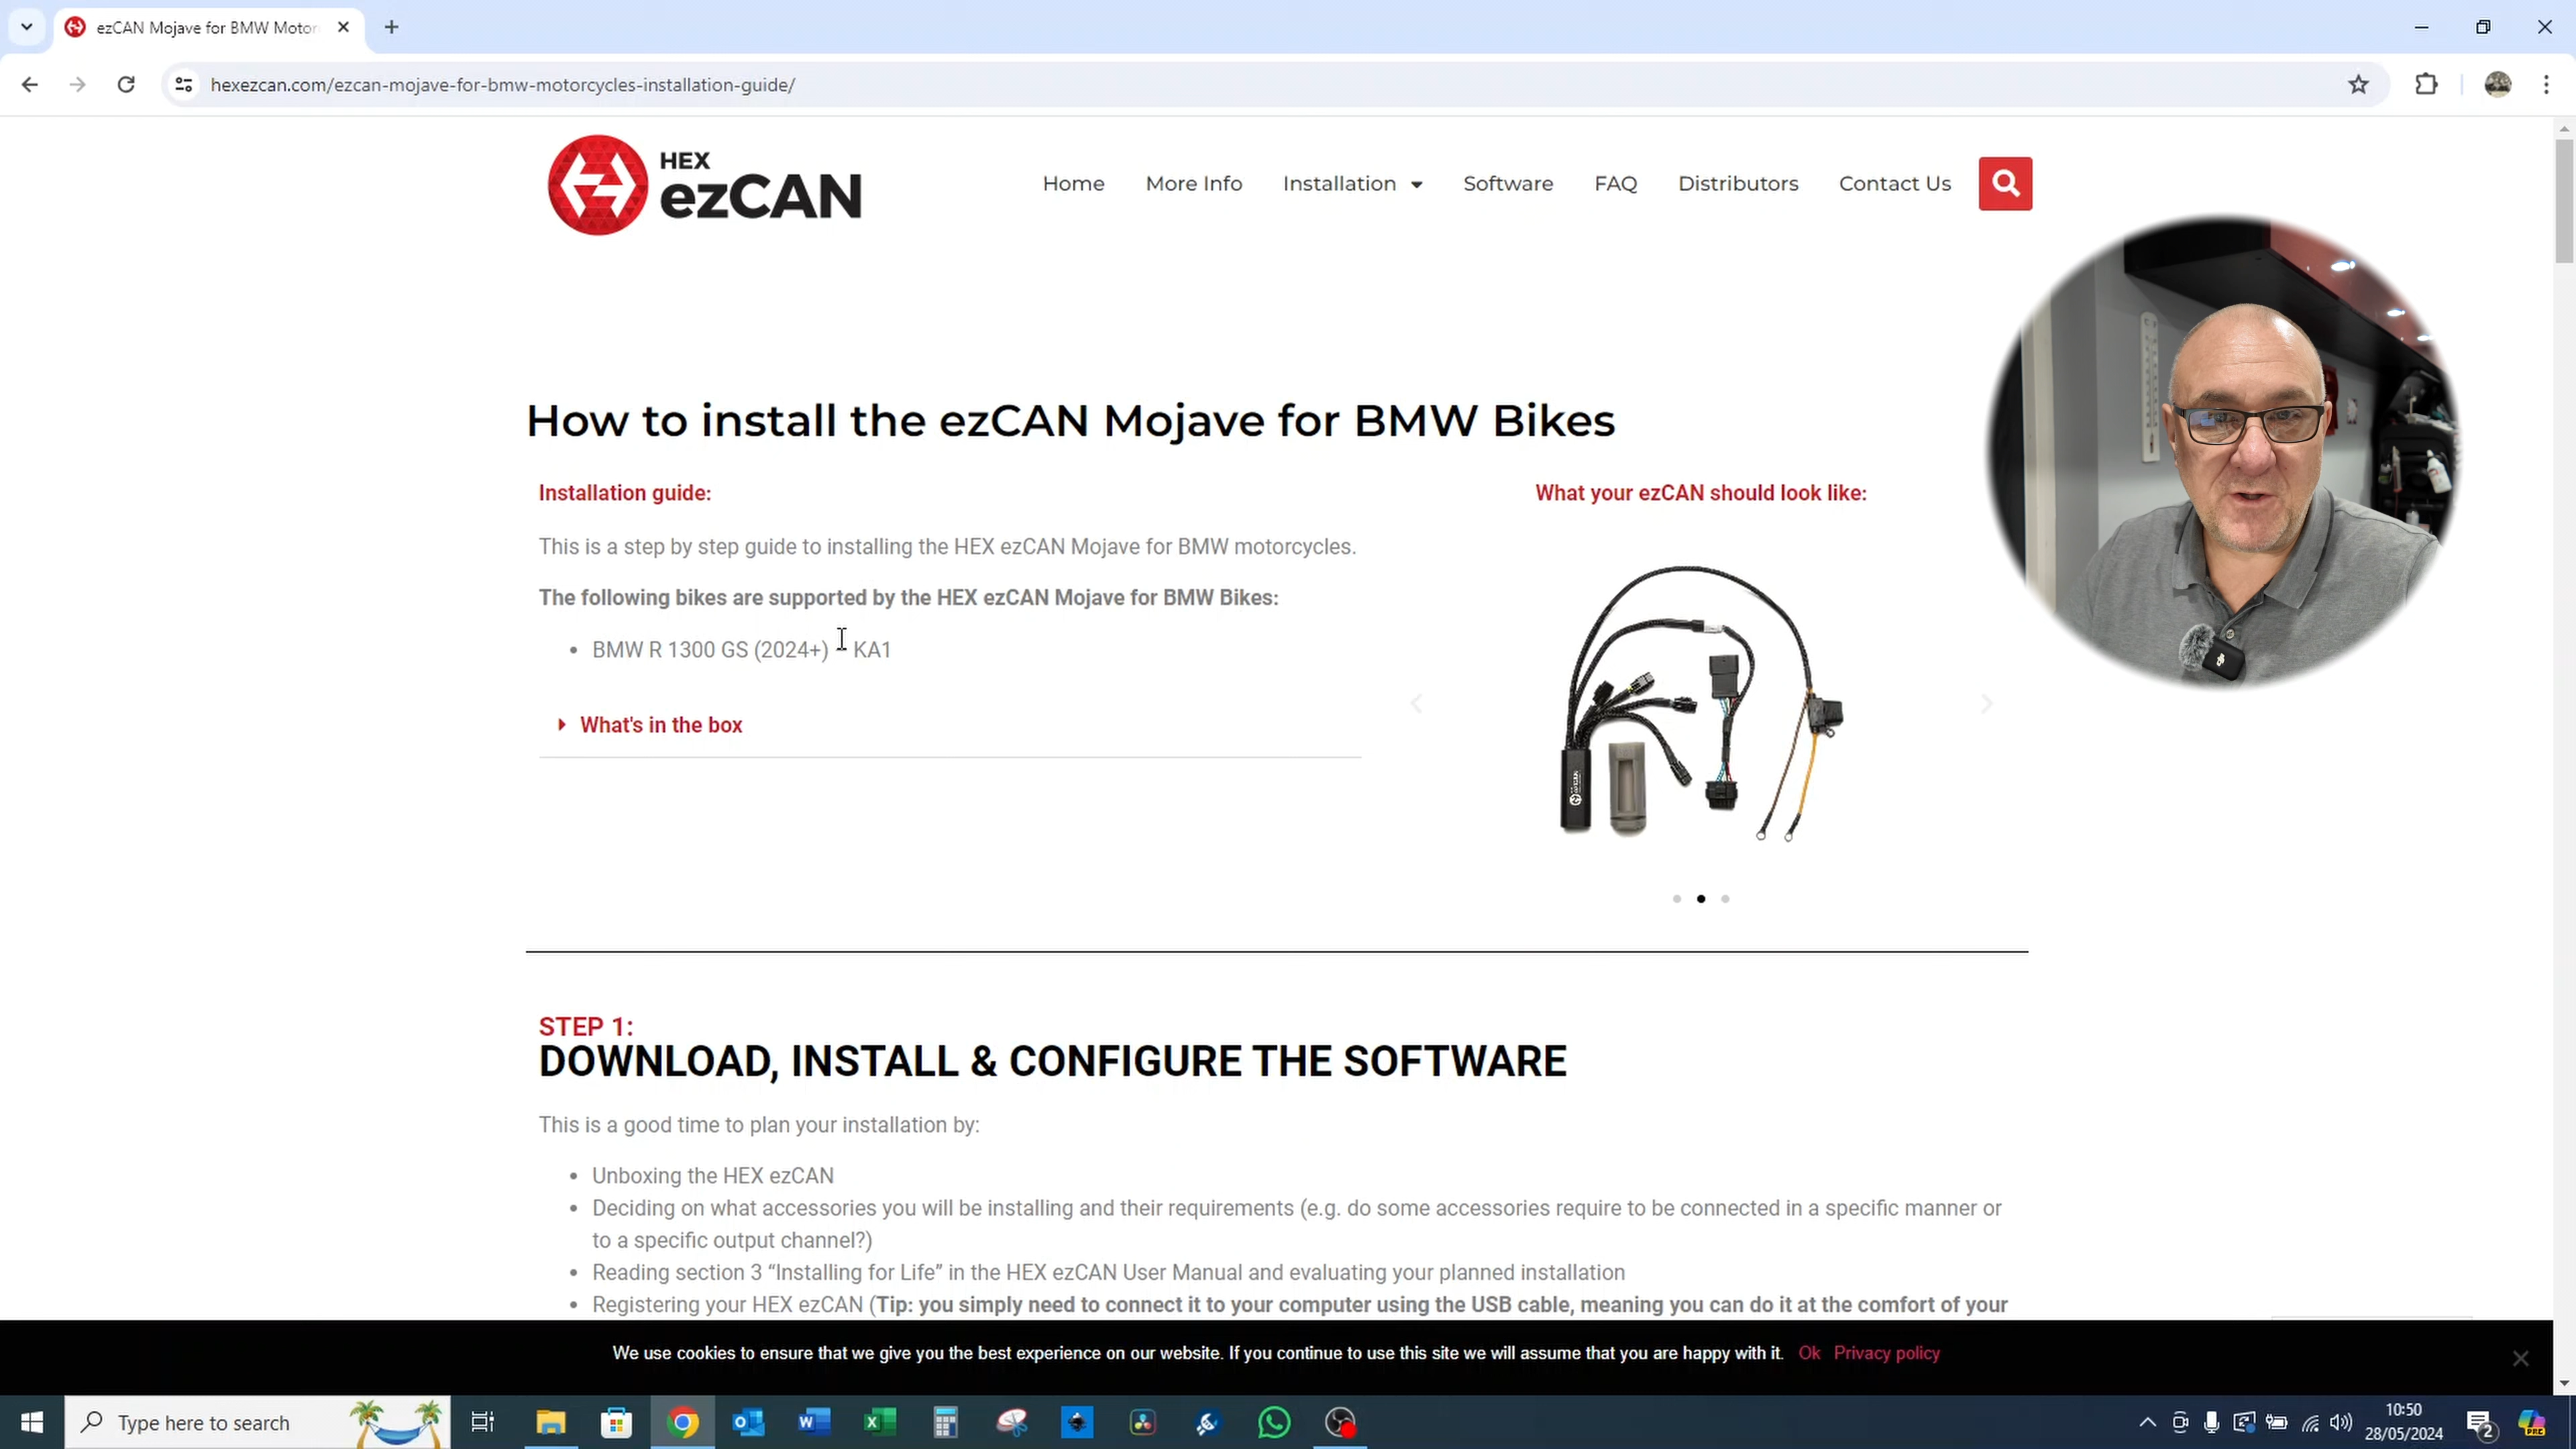 ezCAN Mojave for BMW Motor
hexezcan.com/ezcan-mojave-for-bmw-motorcycles-installation-guide/
HEX
ezCAN
Home
More Info
Installation
Software
FAQ
Distributors
Contact Us
How to install the ezCAN Mojave for BMW Bikes
Installation guide:
This is a step by step guide to installing the HEX ezCAN Mojave for BMW motorcycles.
The following bikes are supported by the HEX ezCAN Mojave for BMW Bikes:
BMW R 1300 GS (2024+) KA1
What's in the box
What your ezCAN should look like:
STEP 1:
DOWNLOAD, INSTALL & CONFIGURE THE SOFTWARE
This is a good time to plan your installation by:
Unboxing the HEX ezCAN
Deciding on what accessories you will be installing and their requirements (e.g. do some accessories require to be connected in a specific manner or
to a specific output channel?)
Reading section 3 “Installing for Life” in the HEX ezCAN User Manual and evaluating your planned installation
Registering your HEX ezCAN (Tip: you simply need to connect it to your computer using the USB cable, meaning you can do it at the comfort of your
We use cookies to ensure that we give you the best experience on our website. If you continue to use this site we will assume that you are happy with it. Ok Privacy policy
Type here to search
10:50
28/05/2024
2